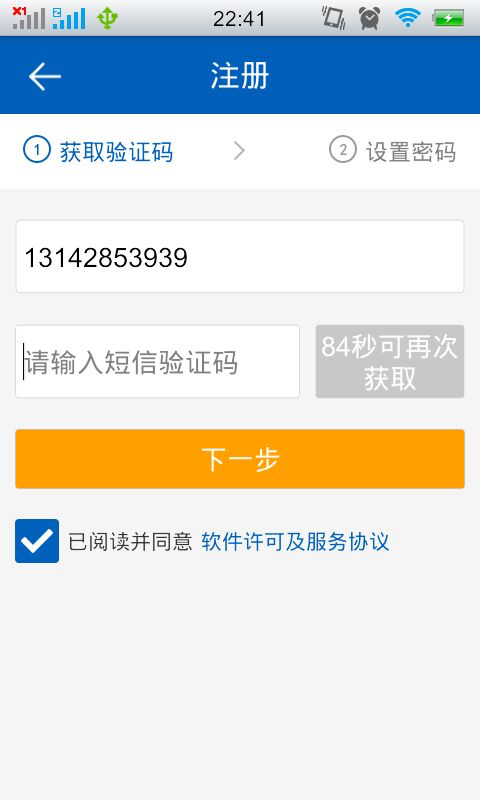 22:41
注册
1 获取验证码
2 设置密码
13142853939
请输入短信验证码
84秒可再次
获取
下一步
已阅读并同意 软件许可及服务协议